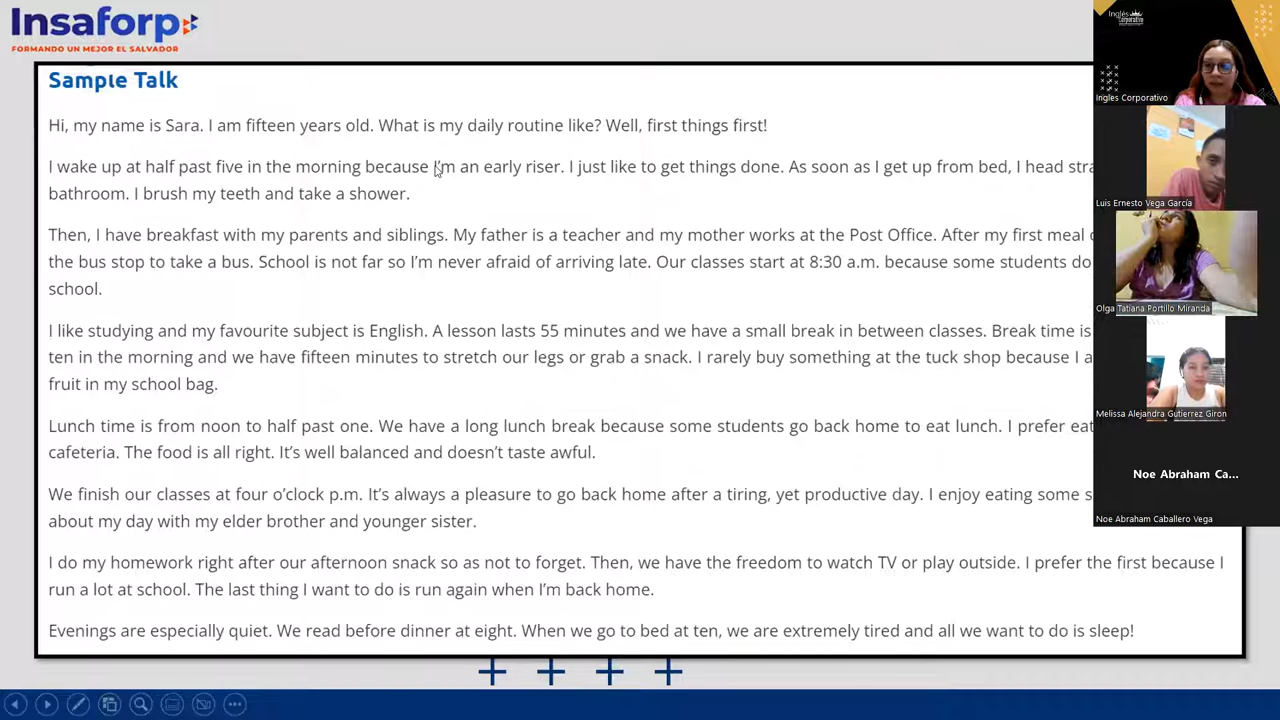 Insaforp
FORMANDO UN MEJOR EL SALVADOR
Sample Talk
Hi, my name is Sara. I am fifteen years old. What is my daily routine like? Well, first things first!
I wake up at half past five in the morning because I'm an early riser. I just like to get things done. As soon as I get up from bed, I head
bathroom. I brush my teeth and take a shower.
Then, I have breakfast with my parents and siblings. My father is a teacher and my mother works at the Post Office. After my first meal
the bus stop to take a bus. School is not far so I'm never afraid of arriving late. Our classes start at 8:30 a.m. because some students do
school.
I like studying and my favourite subject is English. A lesson lasts 55 minutes and we have a small break in between classes. Break time is
ten in the morning and we have fifteen minutes to stretch our legs or grab a snack. I rarely buy something at the tuck shop because I
fruit in my school bag.
Lunch time is from noon to half past one. We have a long lunch break because some students go back home to eat lunch. I prefer
cafeteria. The food is all right. It's well balanced and doesn't taste awful.
We finish our classes at four o'clock p.m. It's always a pleasure to go back home after a tiring, yet productive day. I enjoy eating some
about my day with my elder brother and younger sister.
I do my homework right after our afternoon snack so as not to forget. Then, we have the freedom to watch TV or play outside. I prefer the first because I
run a lot at school. The last thing I want to do is run again when I'm back home.
Evenings are especially quiet. We read before dinner at eight. When we go to bed at ten, we are extremely tired and all we want to do is sleep!
Inglés
Corporativo
Ingles Corporativo
Luis Ernesto Vega García
Olga Tatiana Portillo Miranda
Melissa Alejandra Gutierrez Giron
Noe Abraham Ca...
Noe Abraham Caballero Vega